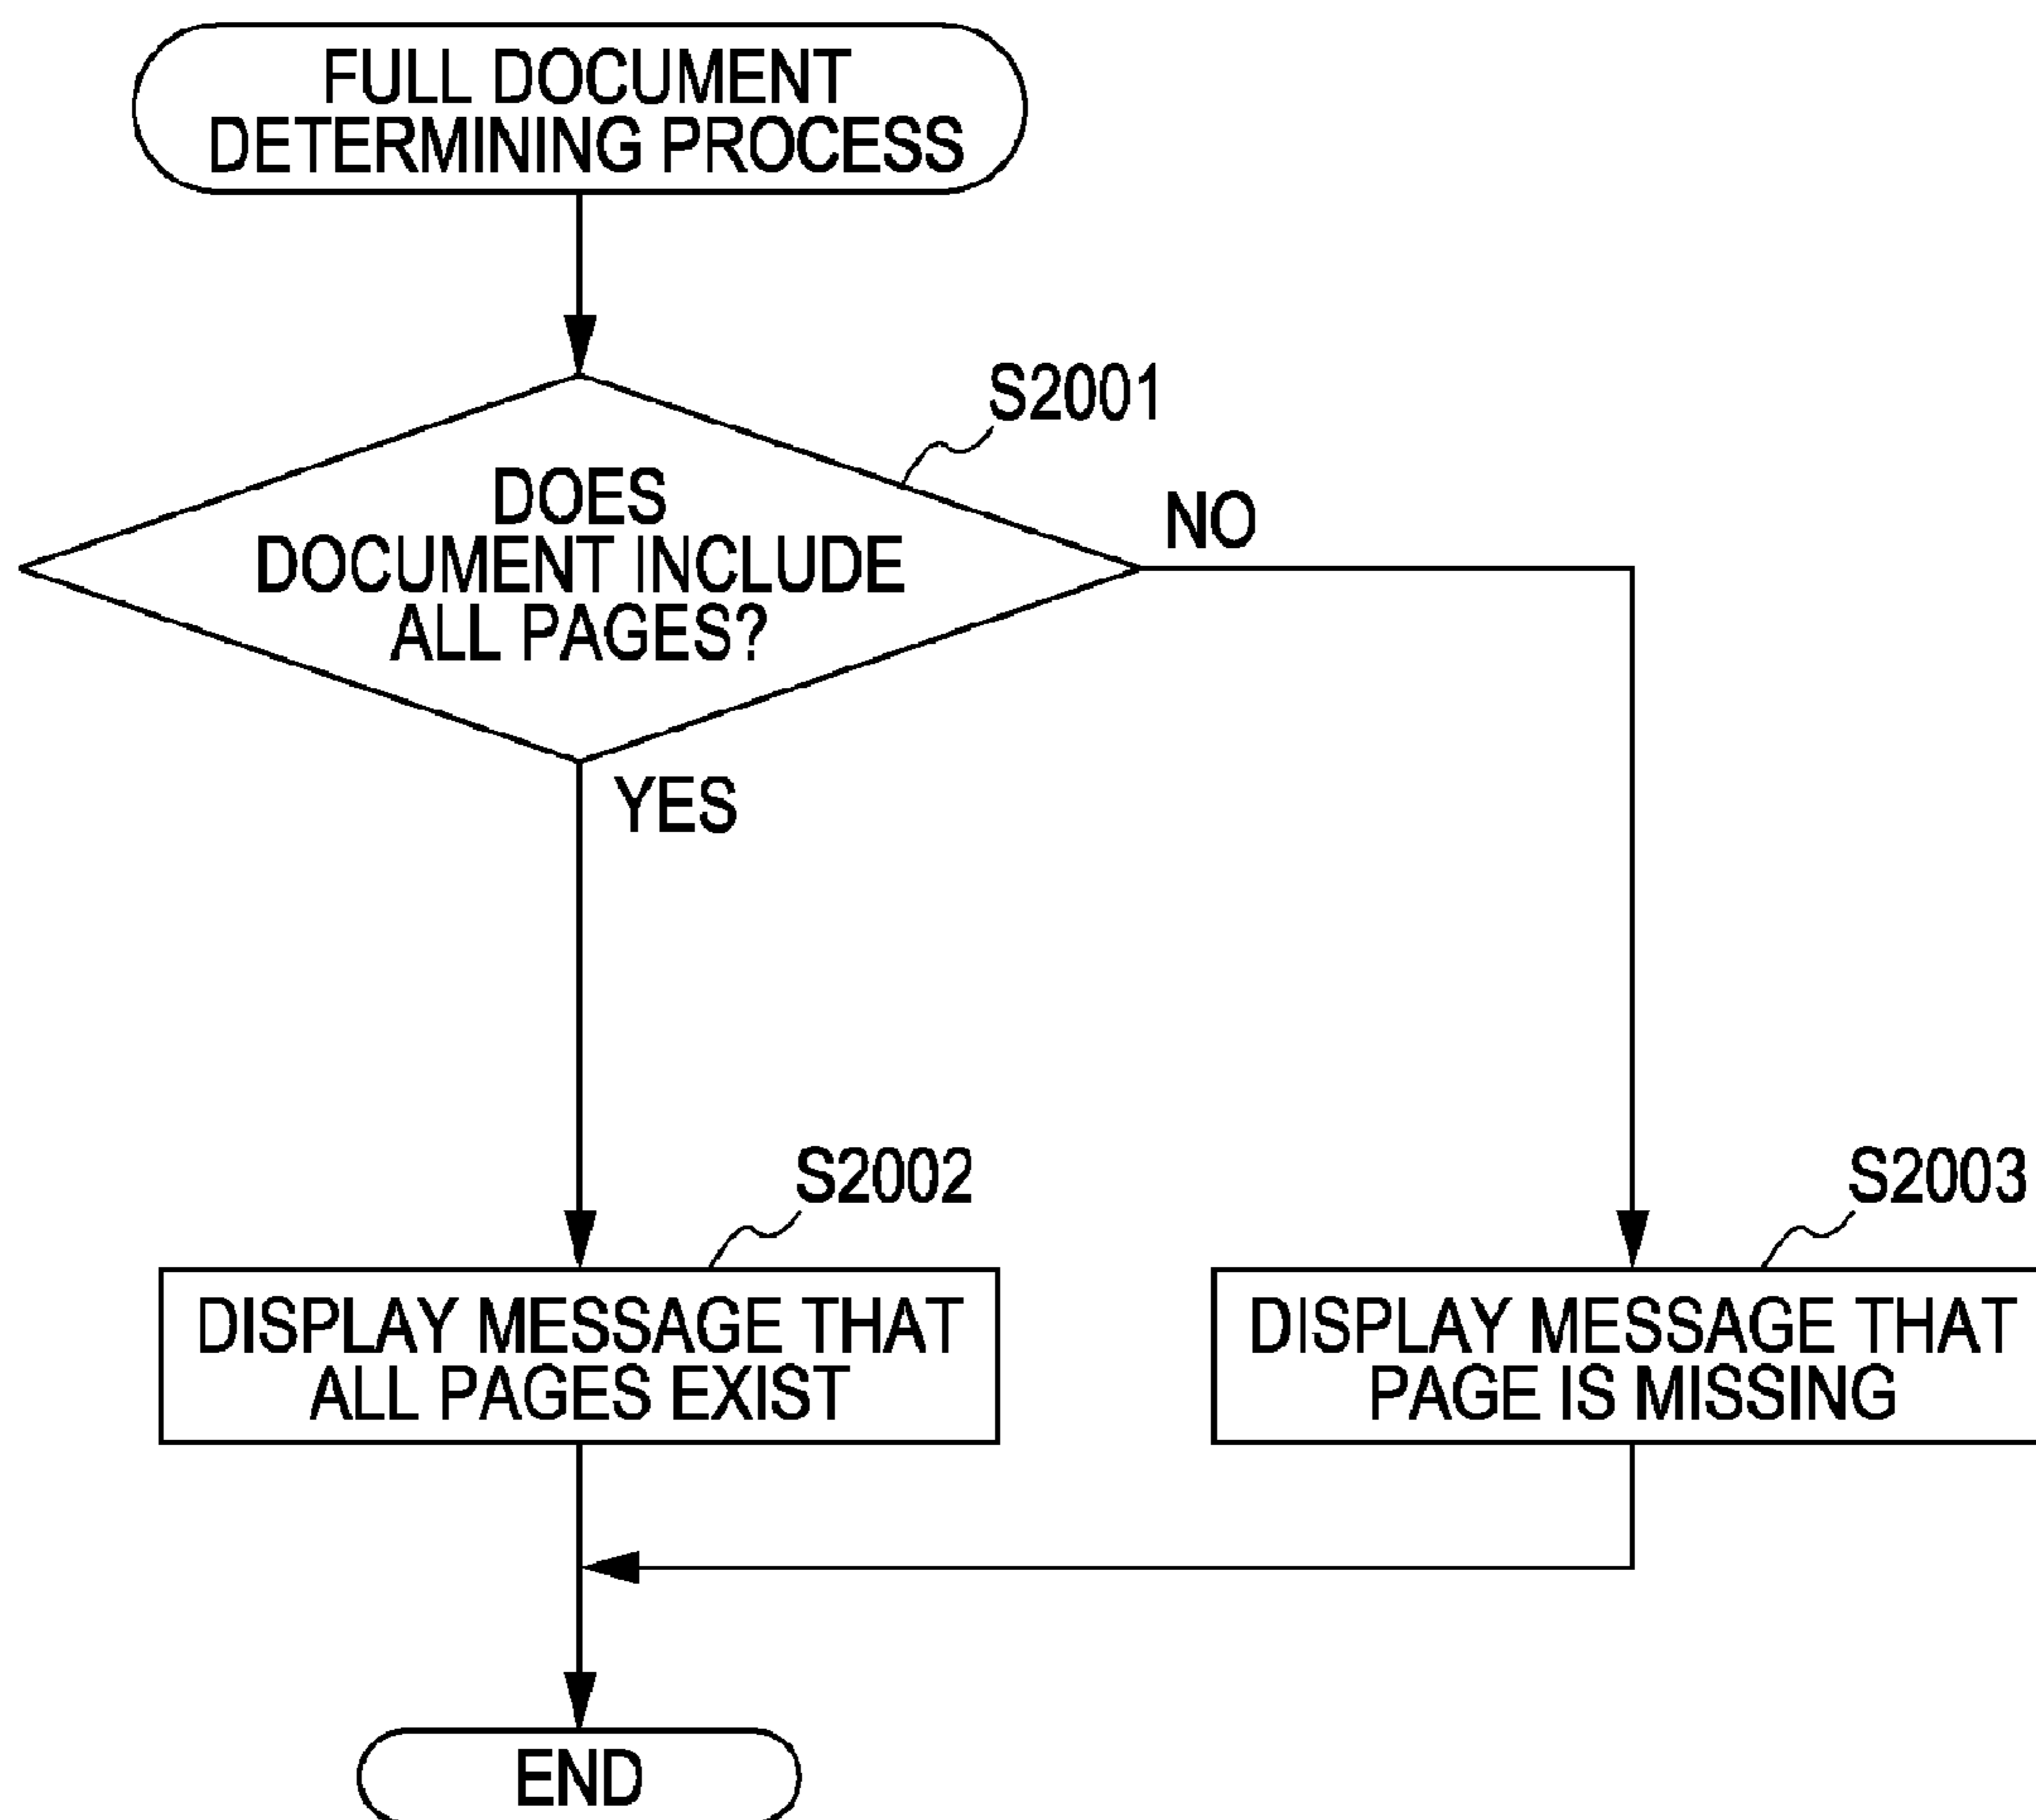 FULL DOCUMENT
DETERMINING PROCESS
S2001
DOES
DOCUMENT INCLUDE
ALL PAGES?
NO
YES
S2002
S2003
DISPLAY MESSAGE THAT
ALL PAGES EXIST
DISPLAY MESSAGE THAT
PAGE IS MISSING
END